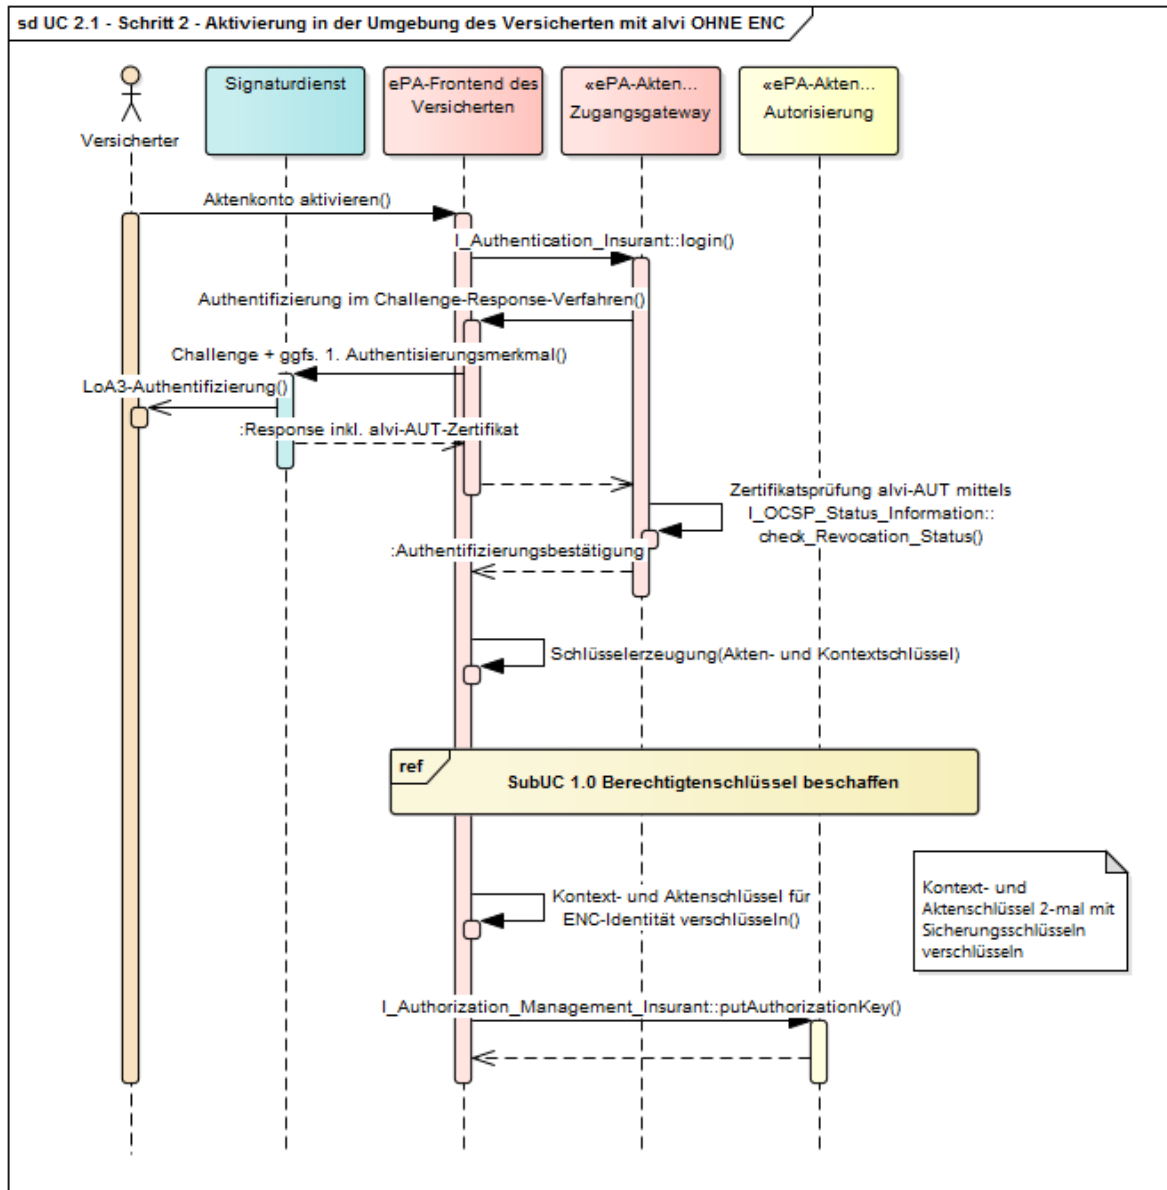 sd UC 2.1 - Schritt 2 - Aktivierung in der Umgebung des Versicherten mit alvi OHNE ENC
Versicherter
Signaturdienst
ePA-Frontend des
Versicherten
«ePA-Akten...
Zugangsgateway
«ePA-Akten...
Autorisierung
Aktenkonto aktivieren()
I_Authentication_Insurant::login()
Authentifizierung im Challenge-Response-Verfahren()
Challenge + ggfs. 1. Authentisierungsmerkmal()
LoA3-Authentifizierung()
:Response inkl. alvi-AUT-Zertifikat
Zertifikatsprüfung alvi-AUT mittels
I_OCSP_Status_Information::
check_Revocation_Status()
:Authentifizierungsbestätigung
Schlüsselerzeugung(Akten- und Kontextschlüssel)
ref
SubUC 1.0 Berechtigtenschlüssel beschaffen
Kontext- und Aktenschlüssel für
ENC-Identität verschlüsseln()
Kontext- und
Aktenschlüssel 2-mal mit
Sicherungsschlüsseln
verschlüsseln
I_Authorization_Management_Insurant::putAuthorizationKey()